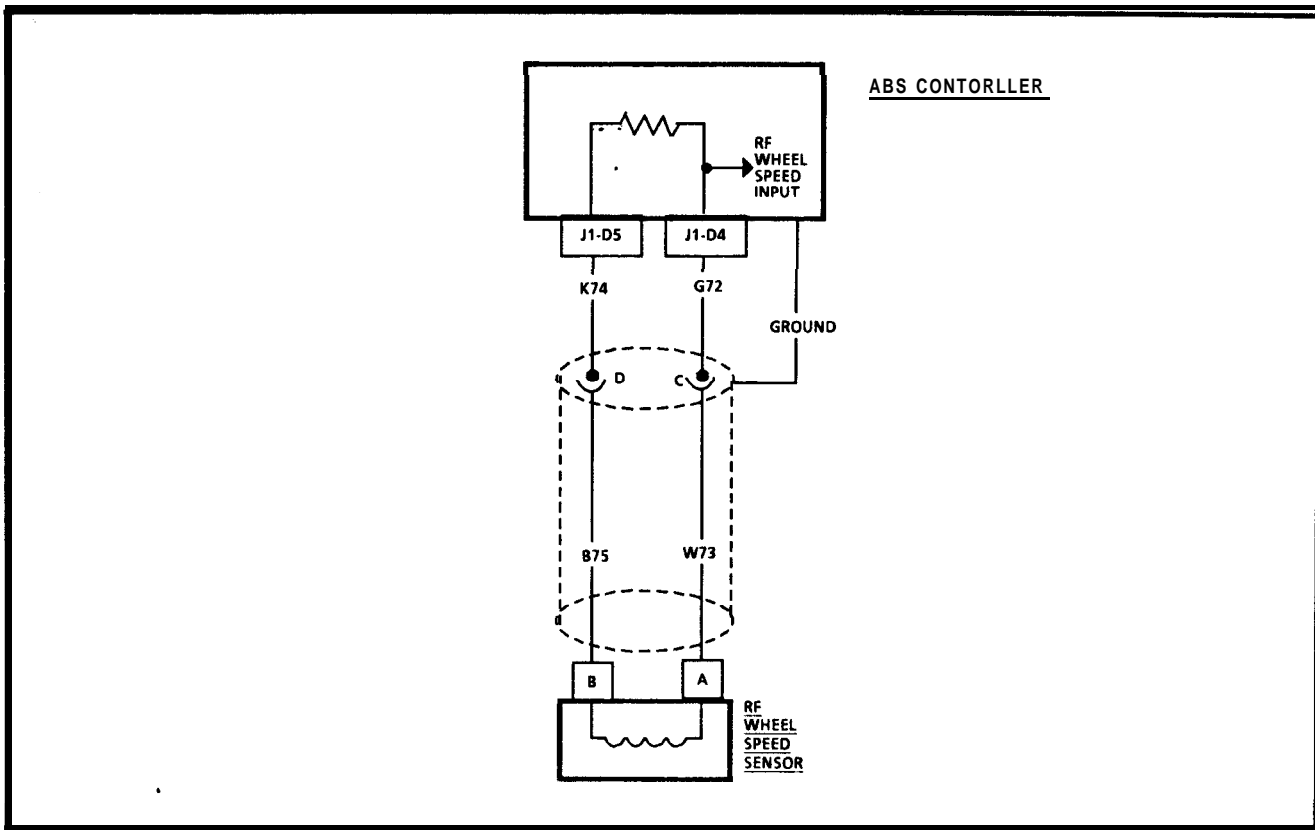 ABS CONTORLLER
RF
WHEEL
SPEED
INPUT
J1-D5
J1-D4
K74
G72
GROUND
D
C
B75
W73
B
A
RF
WHEEL
SPEED
SENSOR